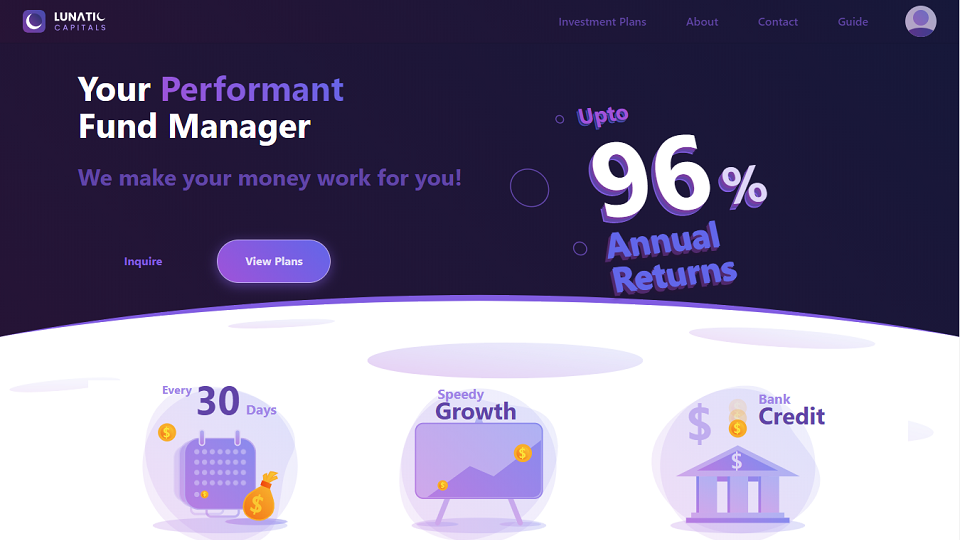 LUNATIC
CAPITALS
Investment Plans
About
Contact
Guide
Your Performant
Fund Manager
We make your money work for you!
Inquire
View Plans
Upto
96%
Annual
Returns
Every
30
Days
Speedy
Growth
Bank
Credit
$
$
$
$
$
$
$
$